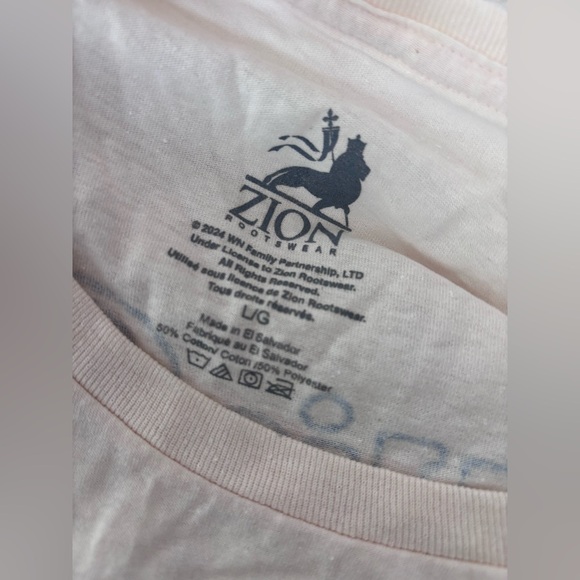 ZION
ROOTSWEAR
© 2024 WN Family Partnership, LTD
Under License to Zion Rootswear.
All Rights Reserved.
Utilisé sous licence de Zion Rootswear.
Tous droits réservés.
L/G
Made in El Salvador
Fabriqué au El Salvador
50% Cotton/ Coton /50% Polyester